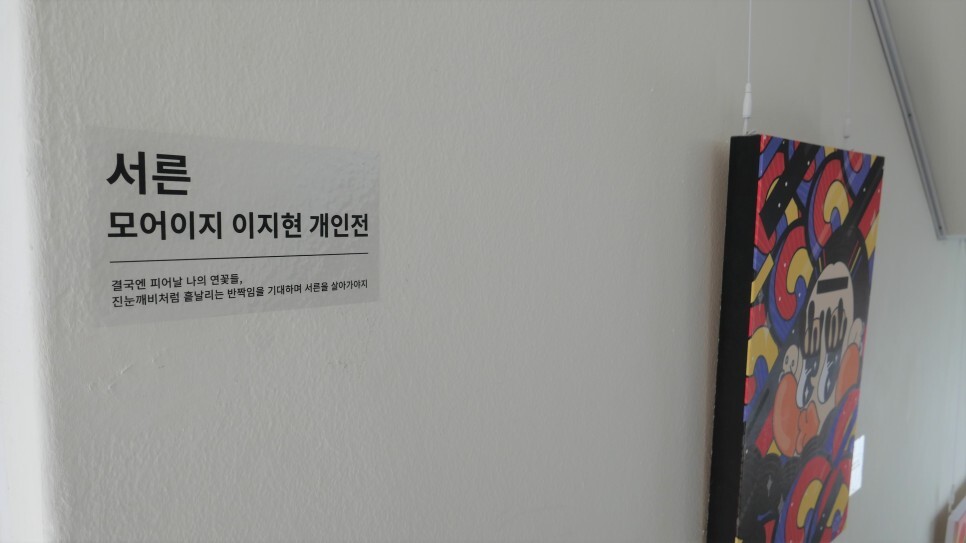 서른
모어이지 이지현 개인전
결국엔 피어날 나의 연꽃들,
진눈깨비처럼 흩날리는 반짝임을 기대하며 서른을 살아가야지